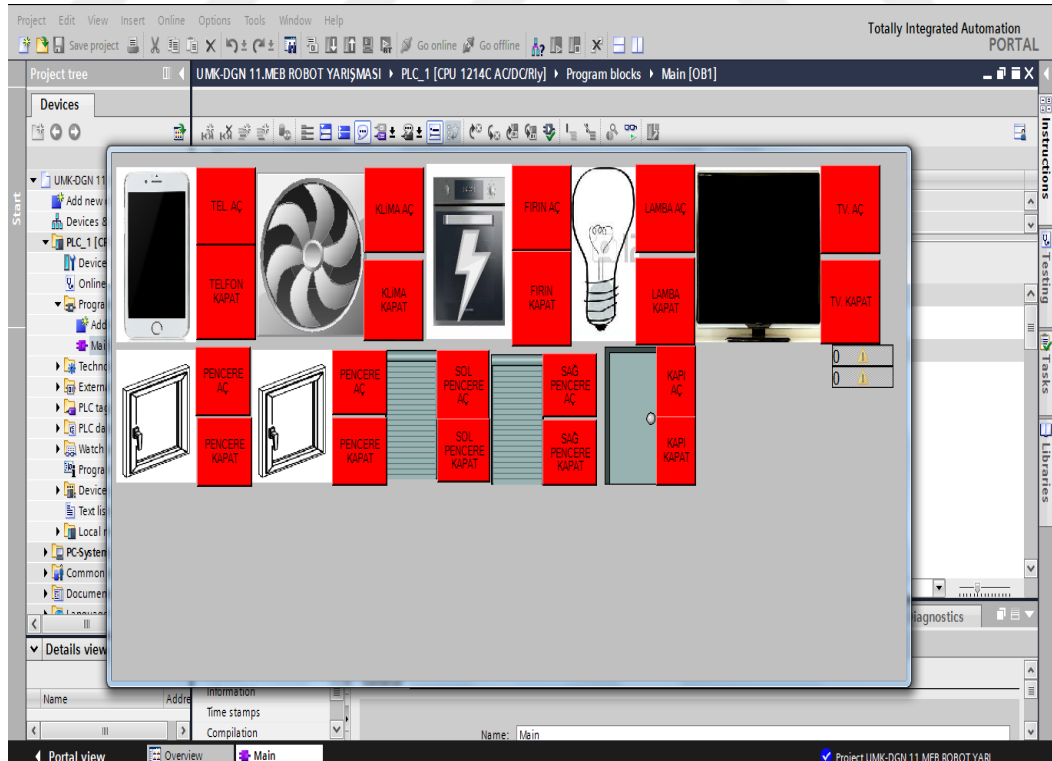 Project Edit View Insert Online Options Tools Window Help
Totally Integrated Automation
PORTAL
Save project
Go online
Go offline
Project tree
UMK-DGN 11.MEB ROBOT YARIŞMASI
PLC_1 [CPU 1214C AC/DC/Rly]
Program blocks
Main [OB1]
Devices
Start
UMK-DGN 11
Add new
Devices &
PLC_1 [CP
Device
Online
Progra
Add
Mai
Techno
Extern
PLC tag
PLC da
Watch
Progra
Device
Text lis
Local
PC-System
Common
Documen
Details view
Name
Addre
TEL. AÇ
KLIMA AÇ
FIRIN AÇ
LAMBA AÇ
TV. AÇ
TELFON
KAPAT
KLIMA
KAPAT
FIRIN
KAPAT
LAMBA
KAPAT
TV. KAPAT
PENCERE
AÇ
PENCERE
AÇ
SOL
PENCERE
AÇ
SAĞ
PENCERE
AÇ
KAPI
AÇ
0
0
PENCERE
KAPAT
PENCERE
KAPAT
SOL
PENCERE
KAPAT
SAĞ
PENCERE
KAPAT
KAPI
KAPAT
Instructions
Testing
Tasks
Libraries
iagnostics
Information
Time stamps
Compilation
Name: Main
Portal view
Overview
Main
Project UMK-DGN 11.MEB ROBOT YARI